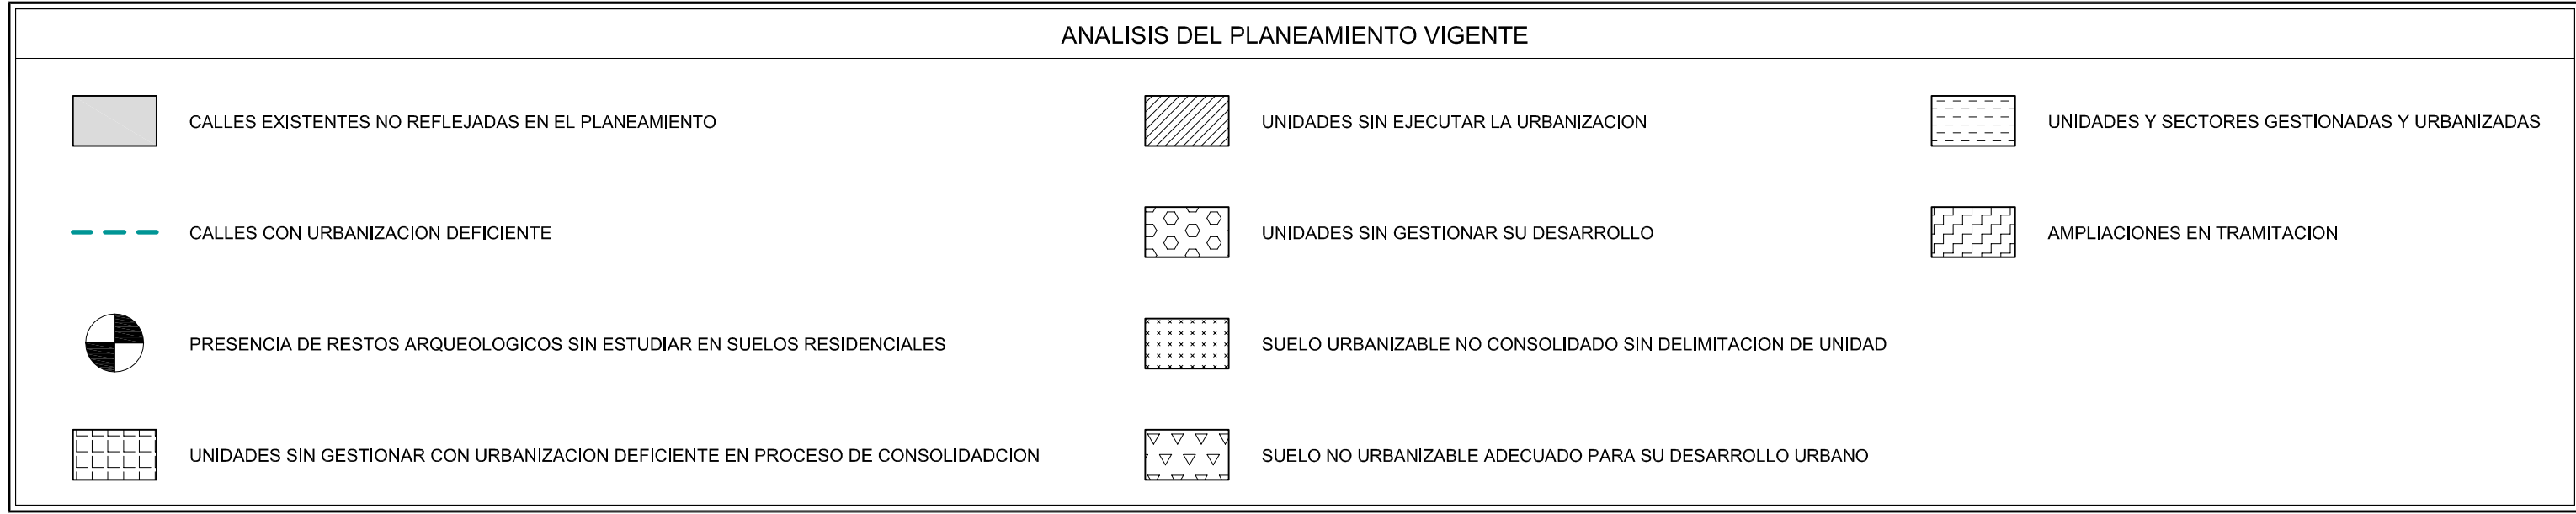 ANALISIS DEL PLANEAMIENTO VIGENTE
CALLES EXISTENTES NO REFLEJADAS EN EL PLANEAMIENTO
CALLES CON URBANIZACION DEFICIENTE
PRESENCIA DE RESTOS ARQUEOLOGICOS SIN ESTUDIAR EN SUELOS RESIDENCIALES
UNIDADES SIN GESTIONAR CON URBANIZACION DEFICIENTE EN PROCESO DE CONSOLIDADCION
UNIDADES SIN EJECUTAR LA URBANIZACION
UNIDADES SIN GESTIONAR SU DESARROLLO
SUELO URBANIZABLE NO CONSOLIDADO SIN DELIMITACION DE UNIDAD
SUELO NO URBANIZABLE ADECUADO PARA SU DESARROLLO URBANO
UNIDADES Y SECTORES GESTIONADAS Y URBANIZADAS
AMPLIACIONES EN TRAMITACION